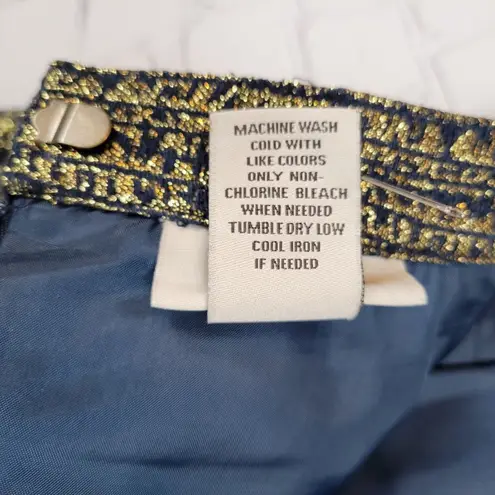 MACHINE WASH
COLD WITH
LIKE COLORS
ONLY NON-
CHLORINE BLEACH
WHEN NEEDED
TUMBLE DRY LOW
COOL IRON
IF NEEDED